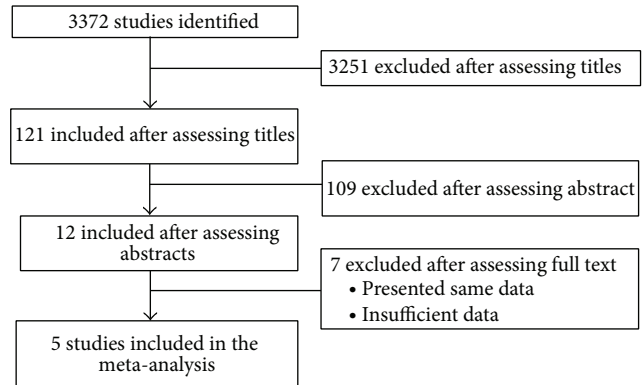 3372 studies identified
3251 excluded after assessing titles
121 included after assessing titles
109 excluded after assessing abstract
12 included after assessing
abstracts
7 excluded after assessing full text
• Presented same data
• Insufficient data
5 studies included in the
meta-analysis